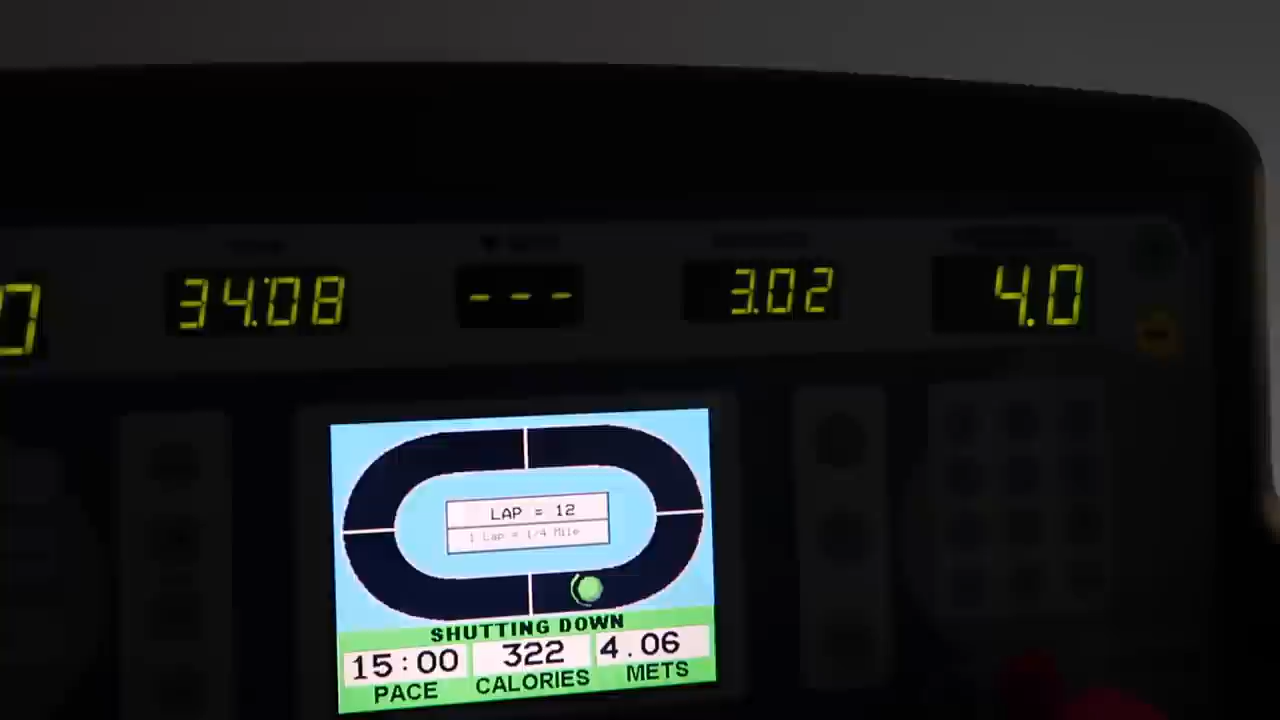 34:08
- - -
3.02
4.0
LAP = 12
1 Lap = 1/4 Mile
SHUTTING DOWN
15:00 322 4.06
PACE CALORIES METS